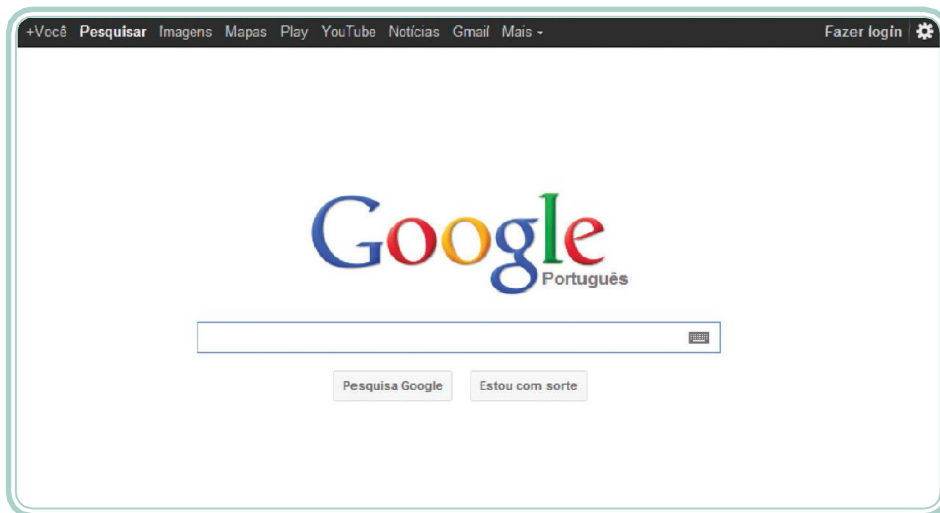 +Você Pesquisar Imagens Mapas Play YouTube Notícias Gmail Mais Fazer login
Google
Português
Pesquisa Google Estou com sorte